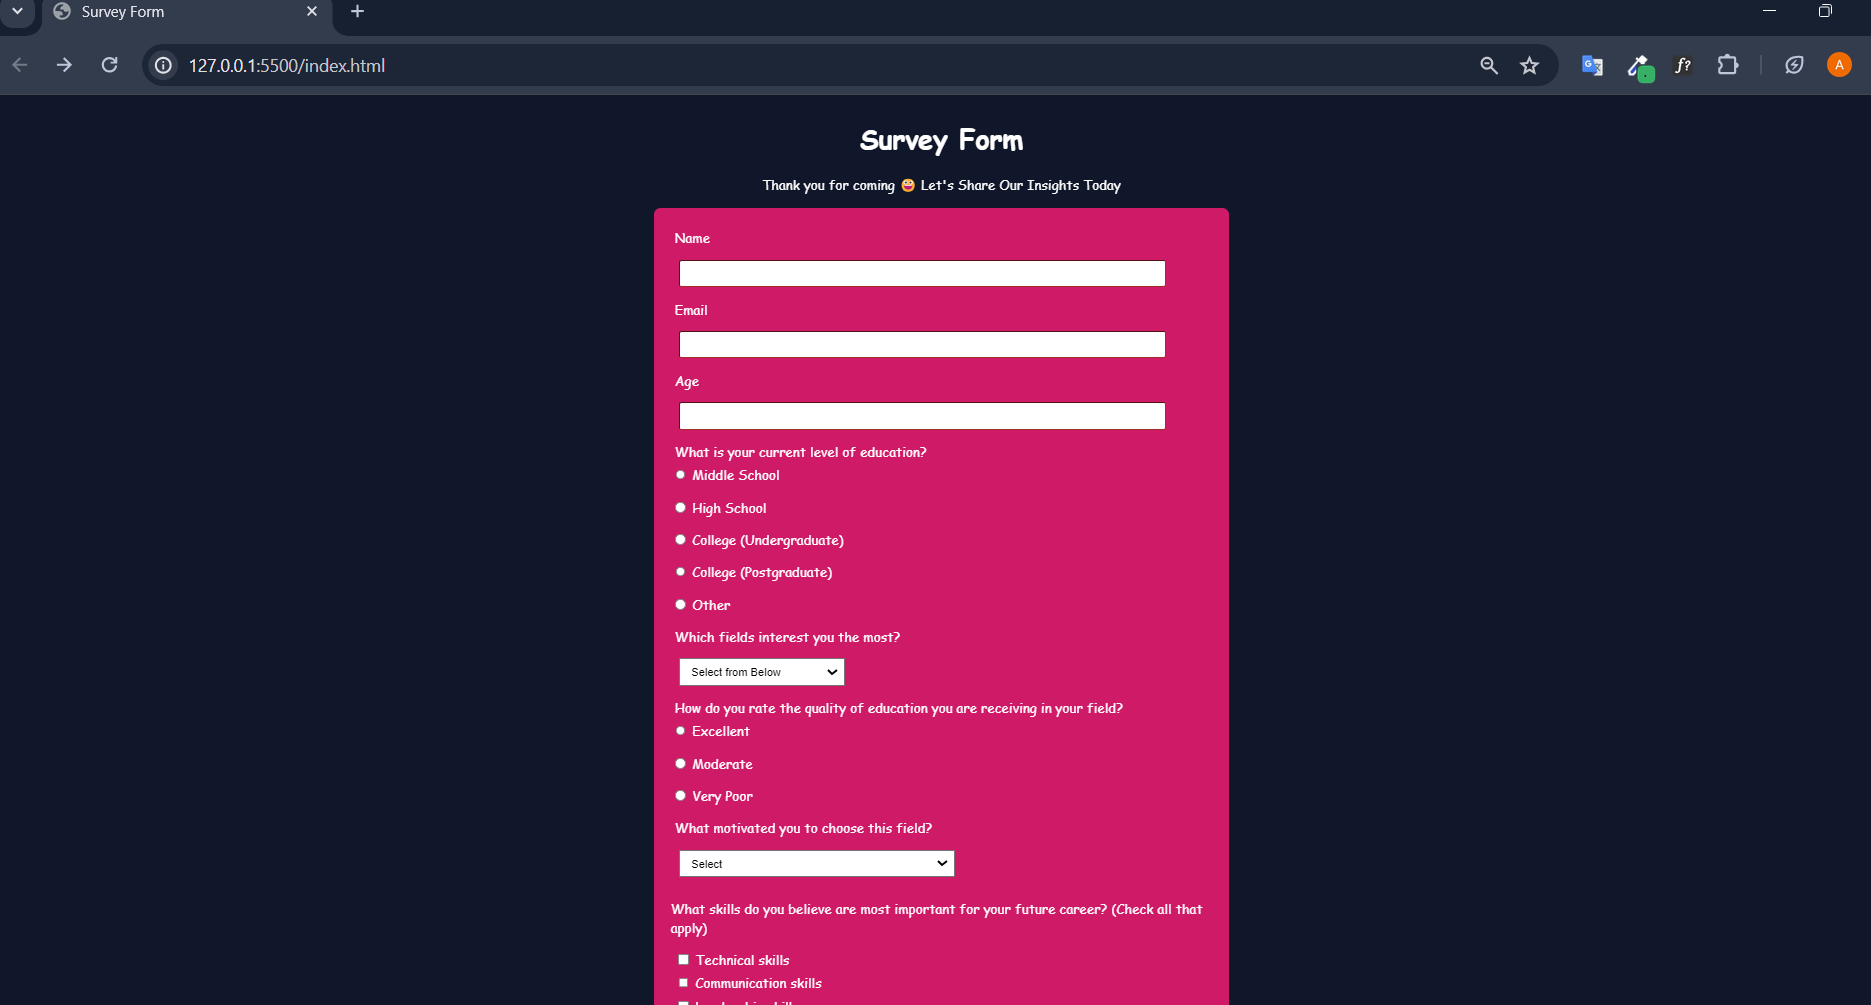 Survey Form
127.0.0.1:5500/index.html
f?
A
Survey Form
Thank you for coming 😀 Let's Share Our Insights Today
Name
Email
Age
What is your current level of education?
Middle School
High School
College (Undergraduate)
College (Postgraduate)
Other
Which fields interest you the most?
Select from Below
How do you rate the quality of education you are receiving in your field?
Excellent
Moderate
Very Poor
What motivated you to choose this field?
Select
What skills do you believe are most important for your future career? (Check all that
apply)
Technical skills
Communication skills